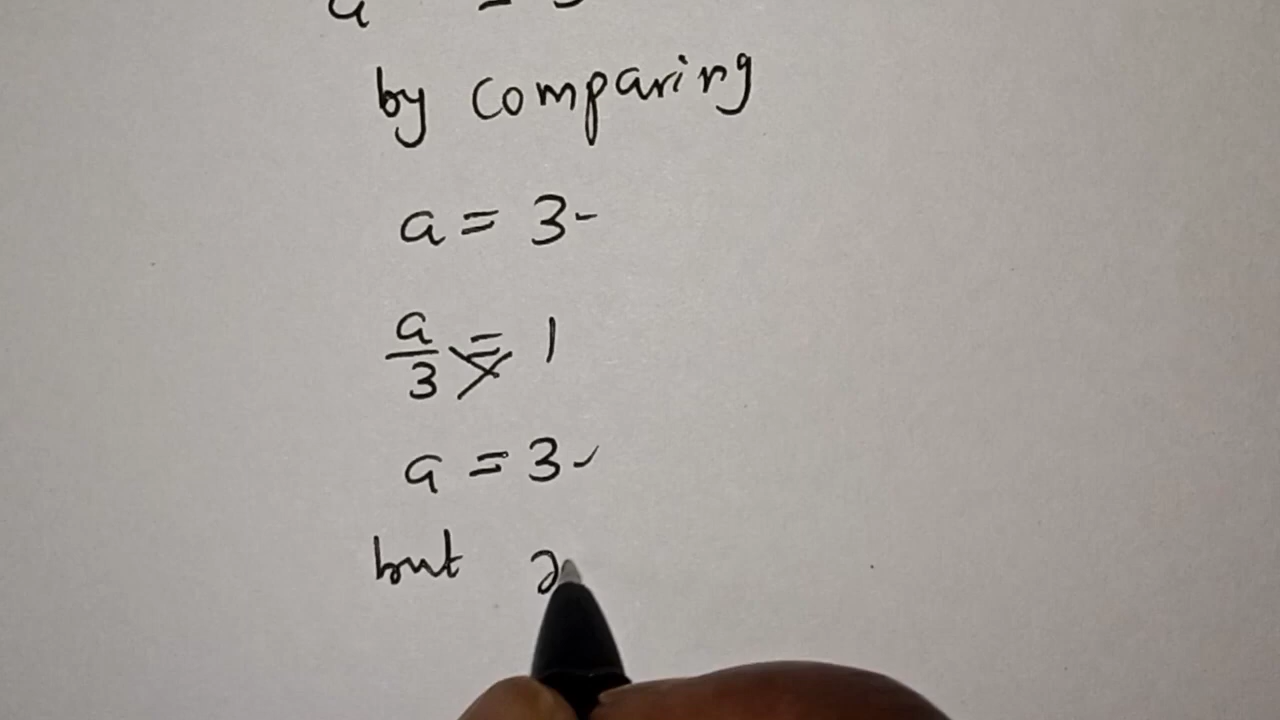 by comparing
a = 3-
a/3 = 1
a = 3-
but